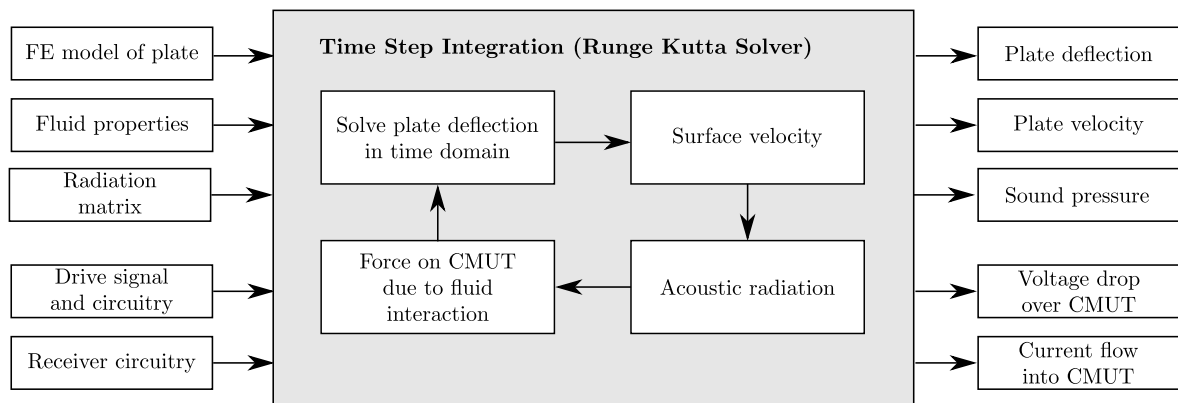 FE model of plate
Fluid properties
Radiation
matrix
Drive signal
and circuitry
Receiver circuitry
Time Step Integration (Runge Kutta Solver)
Solve plate deflection
in time domain
Surface velocity
Force on CMUT
due to fluid
interaction
Acoustic radiation
Plate deflection
Plate velocity
Sound pressure
Voltage drop
over CMUT
Current flow
into CMUT